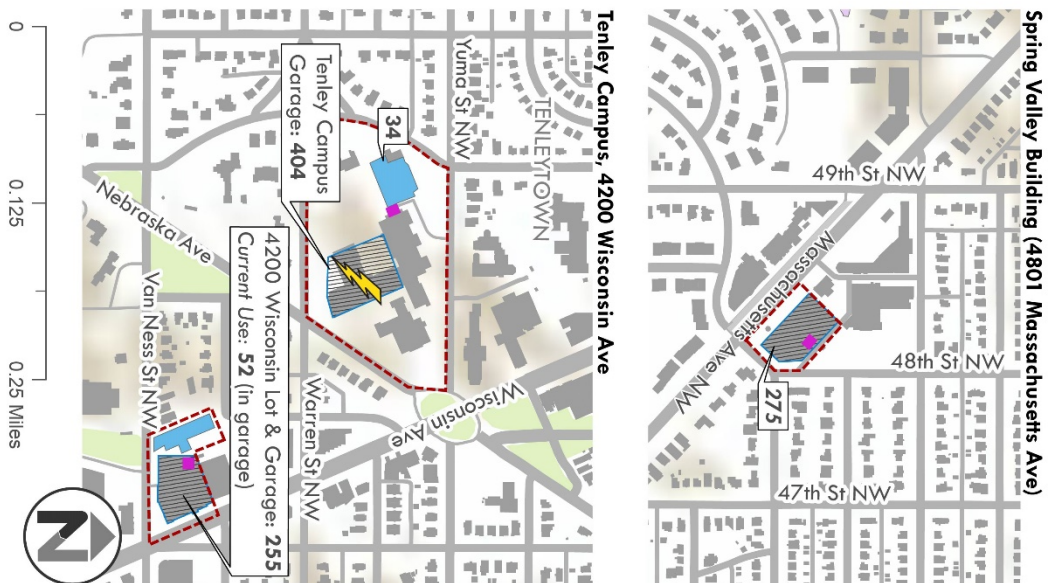 Spring Valley Building (4801 Massachusetts Ave)
49th St NW
Massachusetts Ave NW
48th St NW
275
47th St NW
Tenley Campus, 4200 Wisconsin Ave
Yuma St NW
TENLEYTOWN
34
Tenley Campus
Garage: 404
Nebraska Ave
Wisconsin Ave
Warren St NW
Van Ness St NW
4200 Wisconsin Lot & Garage: 255
Current Use: 52 (in garage)
0
0.125
0.25 Miles
N